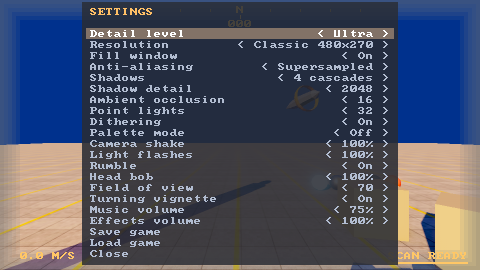 N
000
SETTINGS
Detail level < Ultra >
Resolution < Classic 480x270 >
Fill window < On >
Anti-aliasing < Supersampled >
Shadows < 4 cascades >
Shadow detail < 2048 >
Ambient occlusion < 16 >
Point lights < 32 >
Dithering < On >
Palette mode < Off >
Camera shake < 100% >
Light flashes < 100% >
Rumble < On >
Head bob < 100% >
Field of view < 70 >
Turning vignette < On >
Music volume < 75% >
Effects volume < 100% >
Save game
Load game
Close
0.0 M/S
CAN READY